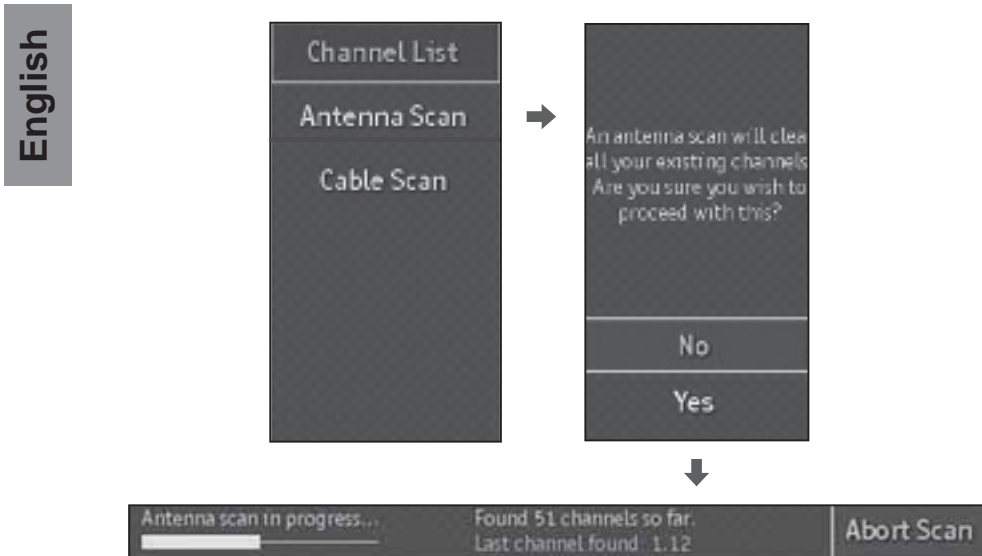 English
Channel List
Antenna Scan
Cable Scan
An antenna scan will clea
all your existing channels
Are you sure you wish to
proceed with this?
No
Yes
Antenna scan in progress...
Found 51 channels so far.
Last channel found 1.12
Abort Scan